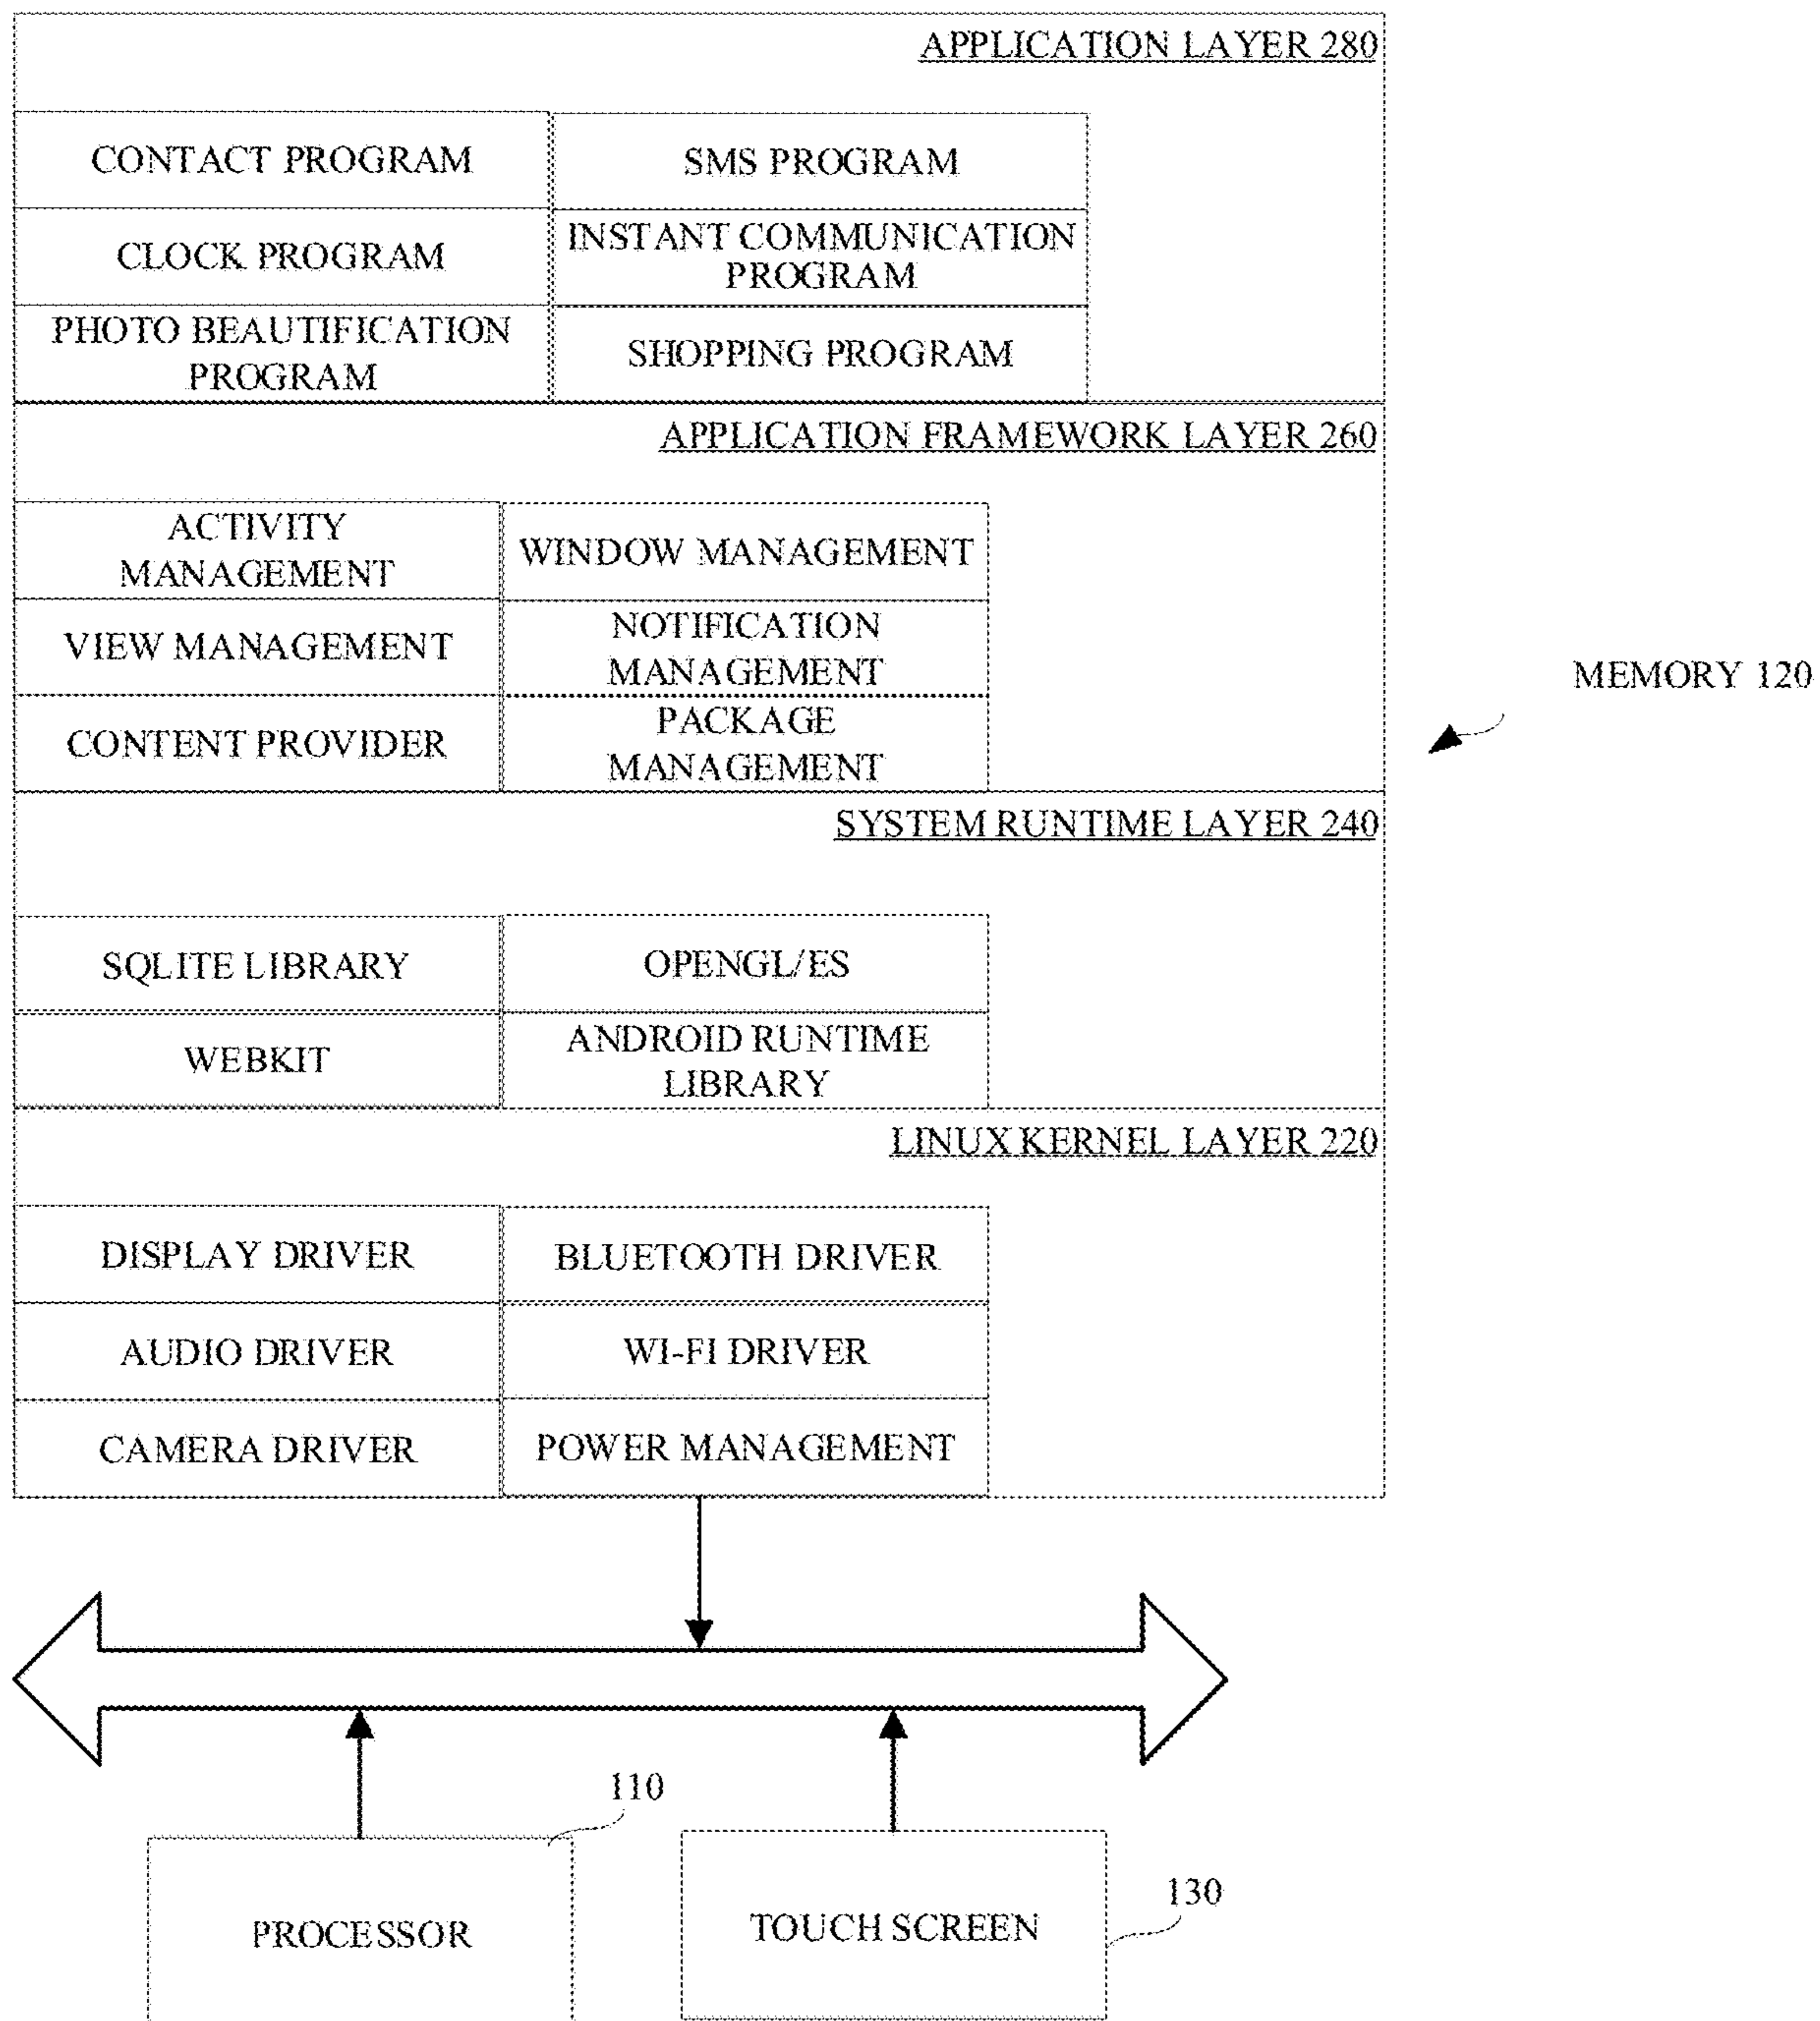 APPLICATION LAYER 280
CONTACT PROGRAM
SMS PROGRAM
CLOCK PROGRAM
INSTANT COMMUNICATION
PROGRAM
PHOTO BEAUTIFICATION
PROGRAM
SHOPPING PROGRAM
APPLICATION FRAMEWORK LAYER 260
ACTIVITY
MANAGEMENT
WINDOW MANAGEMENT
VIEW MANAGEMENT
NOTIFICATION
MANAGEMENT
CONTENT PROVIDER
PACKAGE
MANAGEMENT
MEMORY 120
SYSTEM RUNTIME LAYER 240
SQLITE LIBRARY
OPENGL/ES
WEBKIT
ANDROID RUNTIME
LIBRARY
LINUX KERNEL LAYER 220
DISPLAY DRIVER
BLUETOOTH DRIVER
AUDIO DRIVER
WI-FI DRIVER
CAMERA DRIVER
POWER MANAGEMENT
110
PROCESSOR
TOUCH SCREEN
130